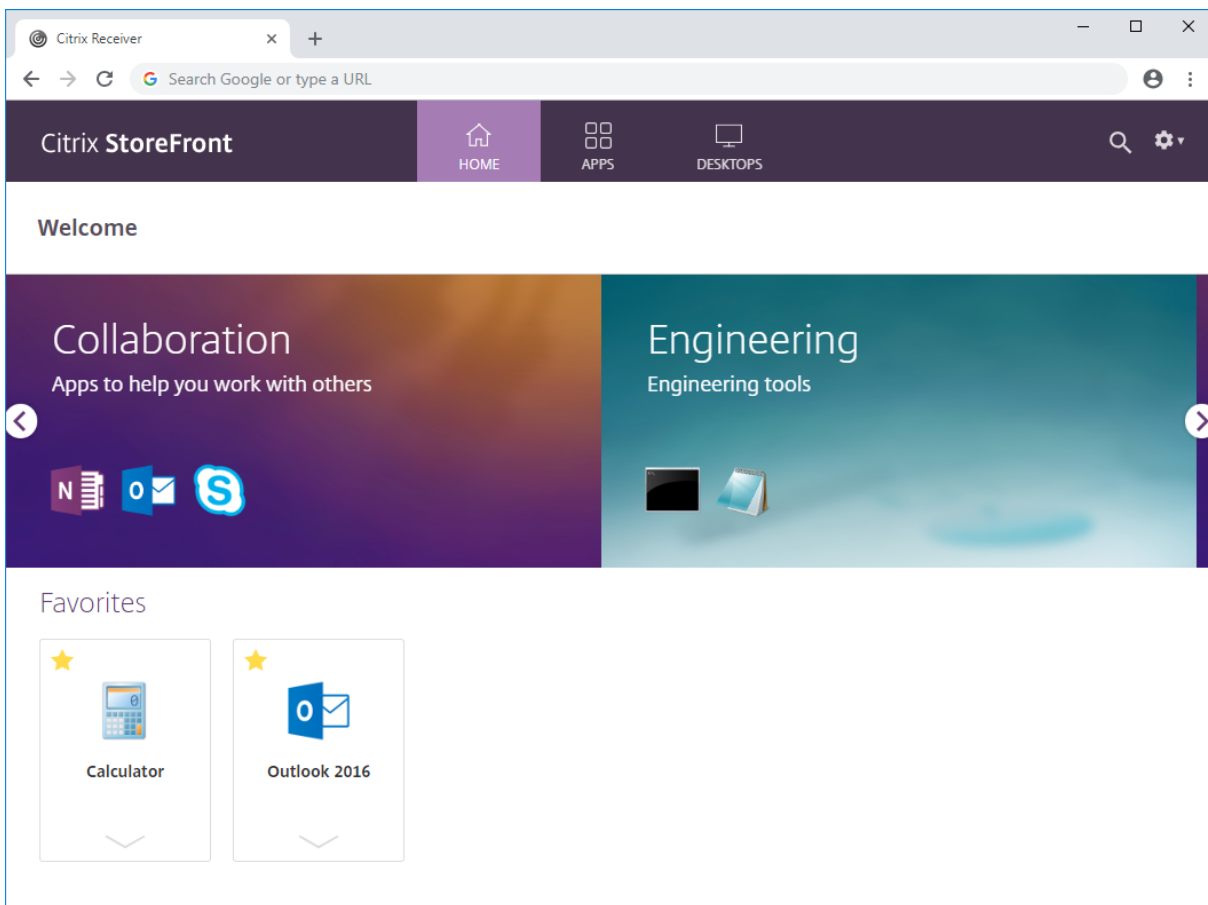 Citrix Receiver
Search Google or type a URL
Citrix StoreFront
HOME
APPS
DESKTOPS
Welcome
Collaboration
Apps to help you work with others
N
O
S
Engineering
Engineering tools
Favorites
0
Calculator
O
Outlook 2016